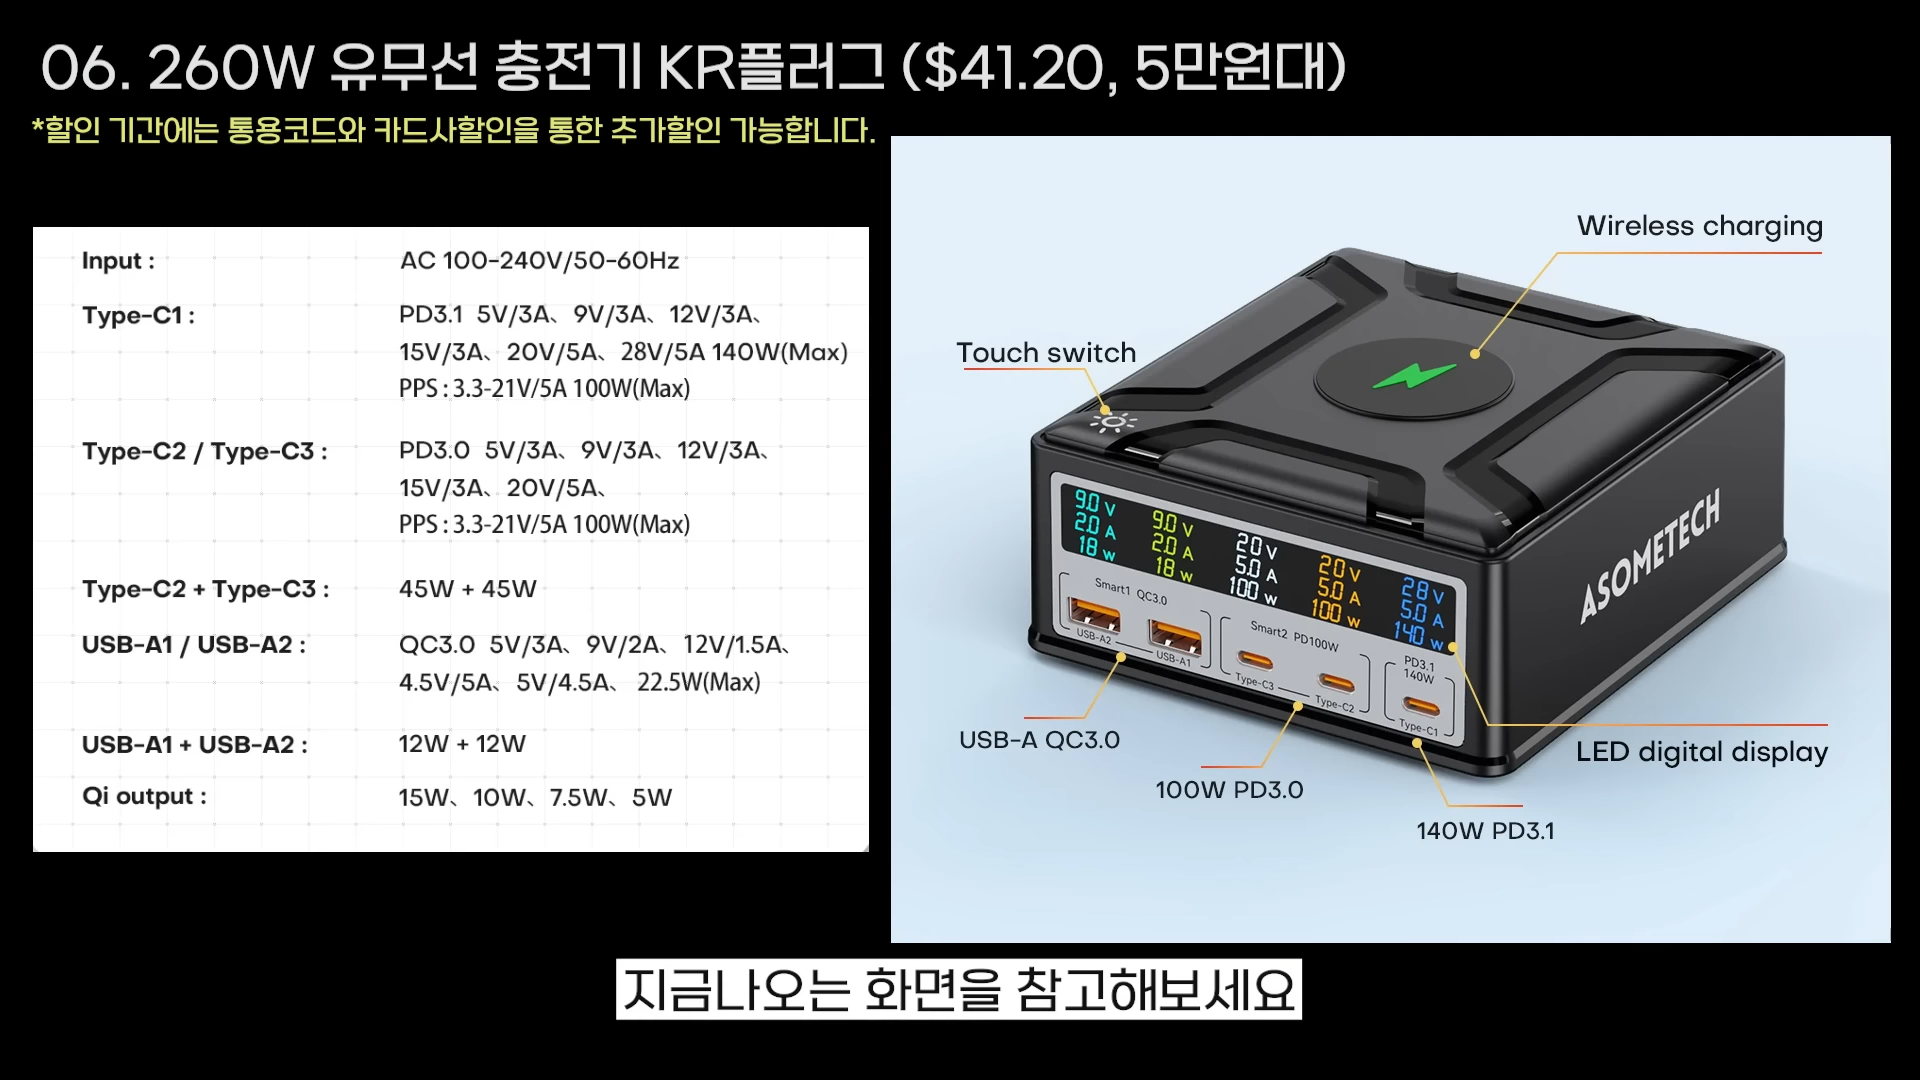 06. 260W 유무선 충전기 KR플러그 ($41.20, 5만원대)
*할인 기간에는 통용코드와 카드사할인을 통한 추가할인 가능합니다.
Input : AC 100-240V/50-60Hz
Type-C1 : PD3.1 5V/3A、9V/3A、12V/3A、
15V/3A、20V/5A、28V/5A 140W(Max)
PPS : 3.3-21V/5A 100W(Max)
Type-C2 / Type-C3 : PD3.0 5V/3A、9V/3A、12V/3A、
15V/3A、20V/5A、
PPS : 3.3-21V/5A 100W(Max)
Type-C2 + Type-C3 : 45W + 45W
USB-A1 / USB-A2 : QC3.0 5V/3A、9V/2A、12V/1.5A、
4.5V/5A、5V/4.5A、 22.5W(Max)
USB-A1 + USB-A2 : 12W + 12W
Qi output : 15W、10W、7.5W、5W
Wireless charging
Touch switch
9.0 V
2.0 A
18 w
9.0 V
2.0 A
18 w
20 V
5.0 A
100 w
20 V
5.0 A
100 w
28 V
5.0 A
140 w
Smart1 QC3.0
USB-A2
USB-A1
Smart2 PD100W
Type-C3
Type-C2
PD3.1
140W
Type-C1
ASOMETECH
USB-A QC3.0
100W PD3.0
140W PD3.1
LED digital display
지금나오는 화면을 참고해보세요